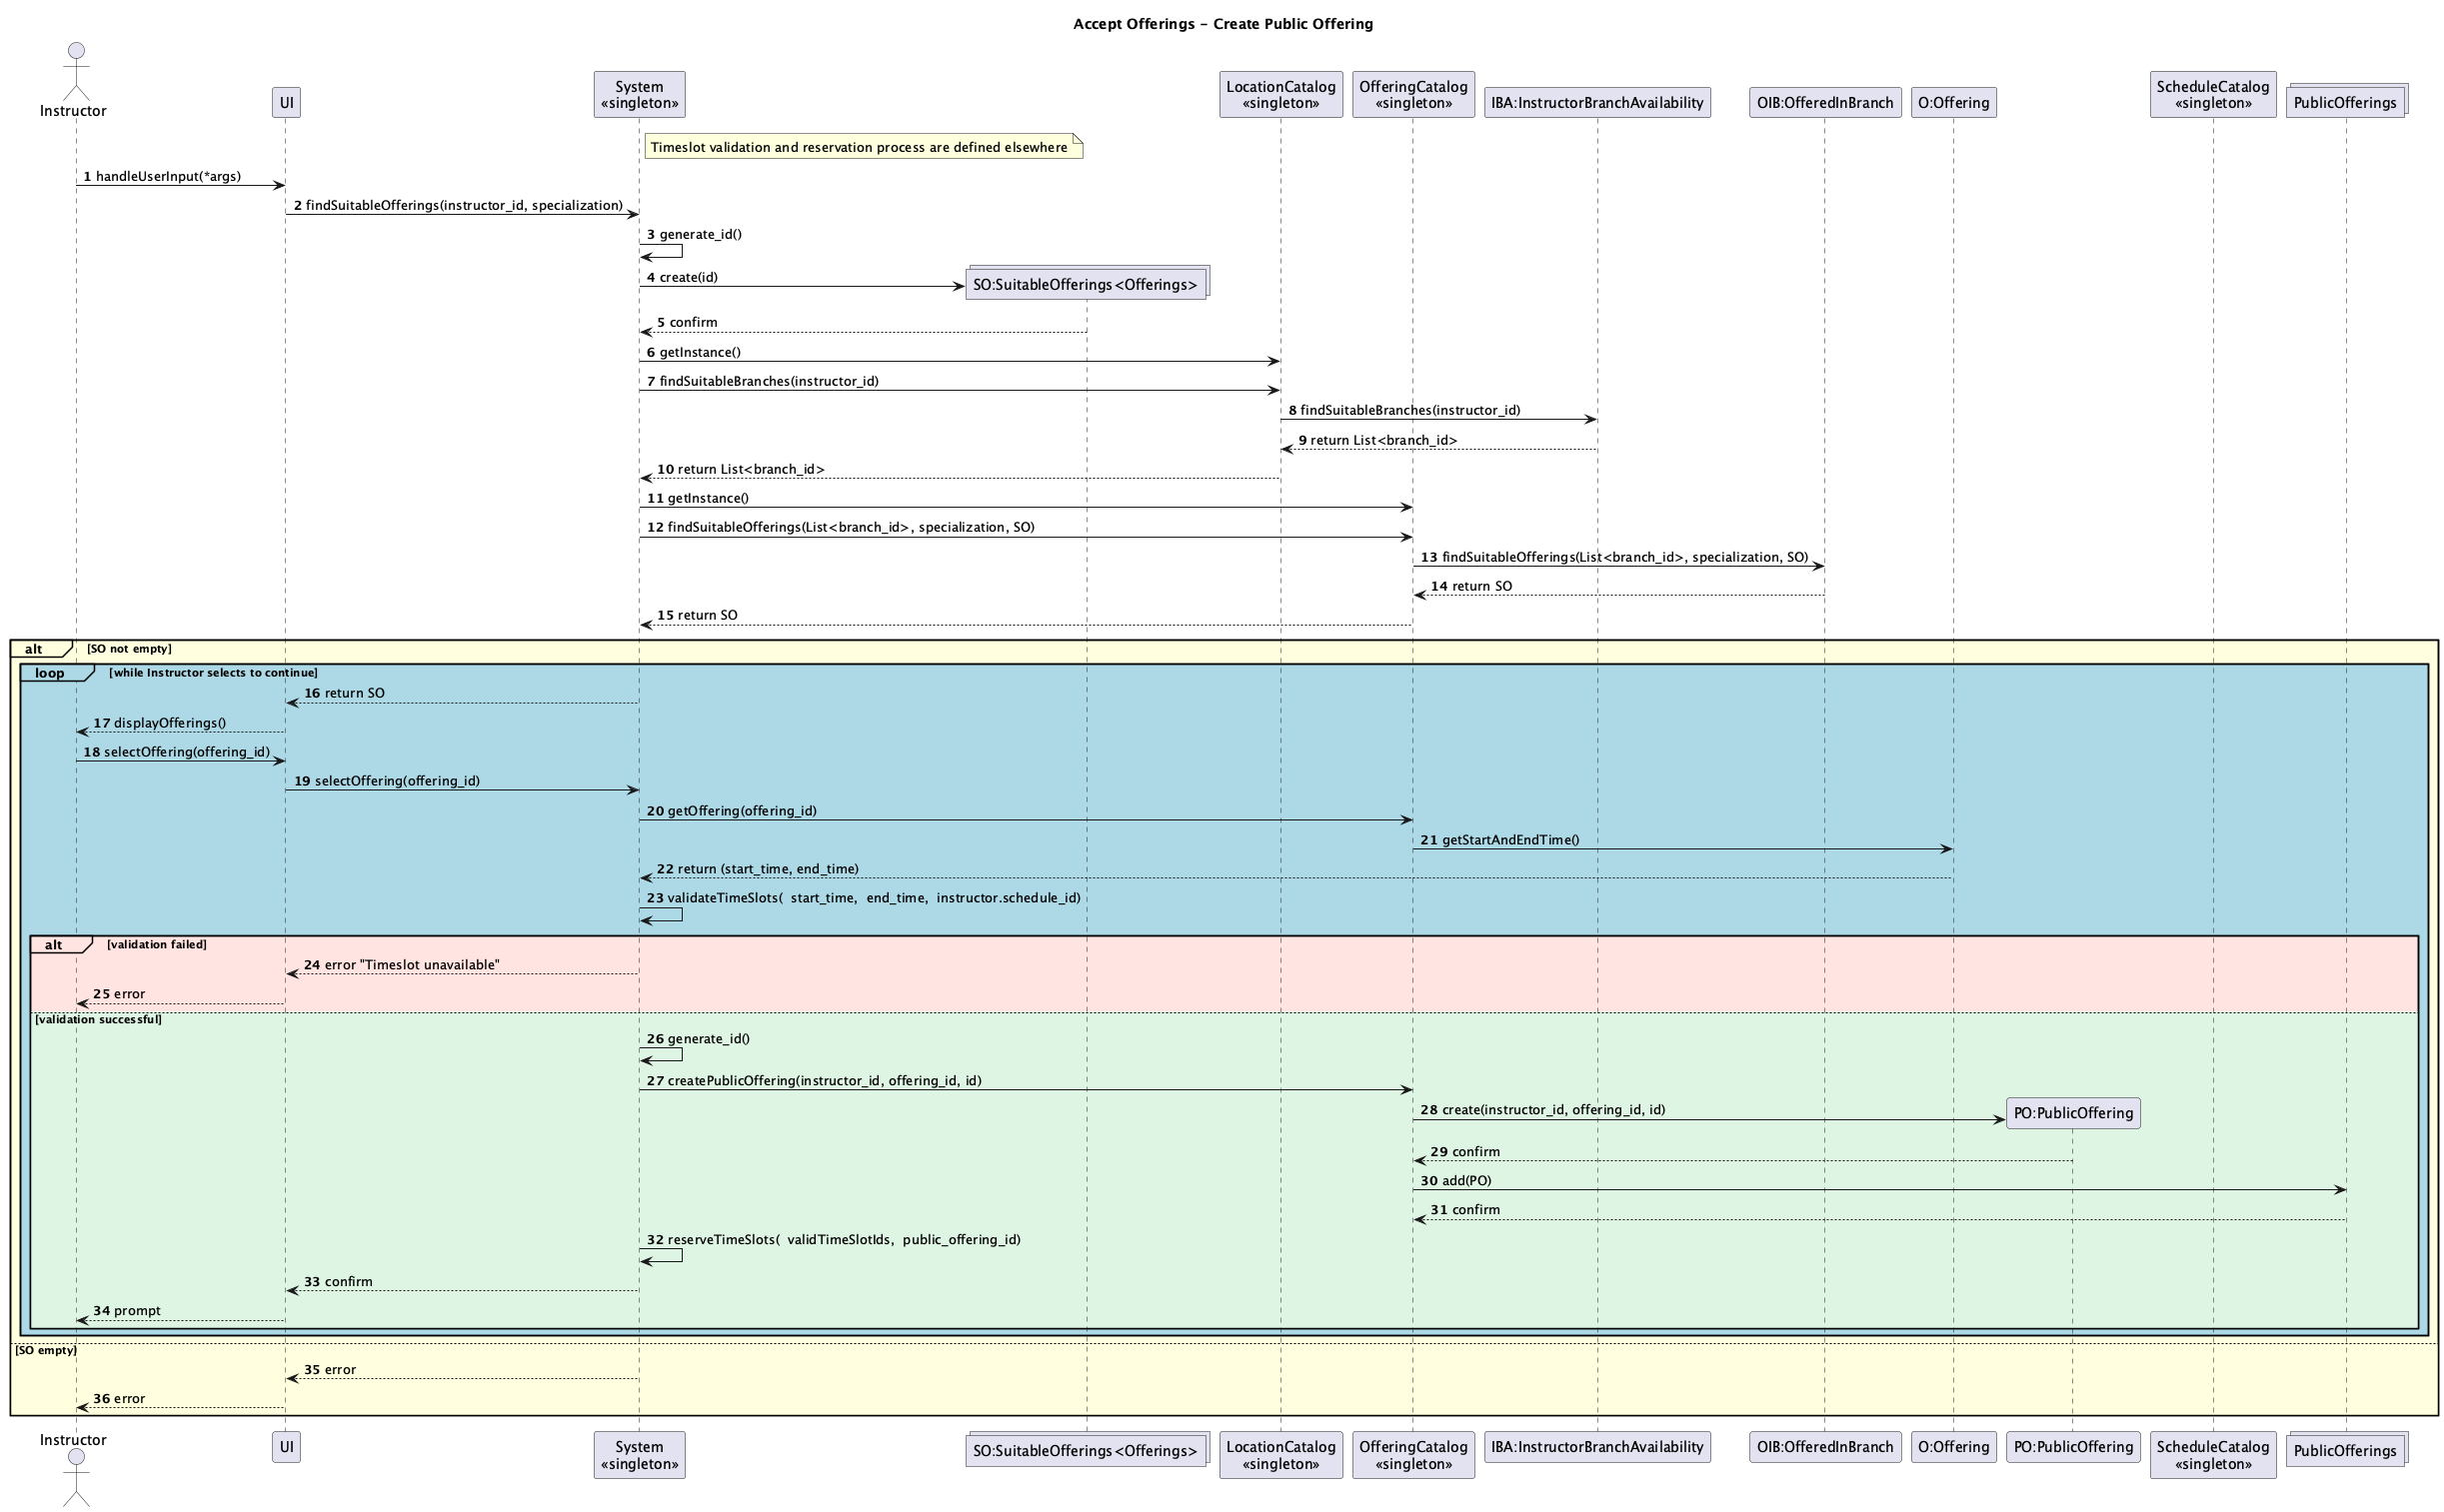 Accept Offerings - Create Public Offering
Instructor
UI
System
«singleton»
LocationCatalog
«singleton»
OfferingCatalog
«singleton»
IBA:InstructorBranchAvailability
OIB:OfferedInBranch
O:Offering
ScheduleCatalog
«singleton»
PublicOfferings
Timeslot validation and reservation process are defined elsewhere
1 handleUserInput(*args)
2 findSuitableOfferings(instructor_id, specialization)
3 generate_id()
4 create(id)
SO:SuitableOfferings<Offerings>
5 confirm
6 getInstance()
7 findSuitableBranches(instructor_id)
8 findSuitableBranches(instructor_id)
9 return List<branch_id>
10 return List<branch_id>
11 getInstance()
12 findSuitableOfferings(List<branch_id>, specialization, SO)
13 findSuitableOfferings(List<branch_id>, specialization, SO)
14 return SO
15 return SO
alt [SO not empty]
loop [while Instructor selects to continue]
16 return SO
17 displayOfferings()
18 selectOffering(offering_id)
19 selectOffering(offering_id)
20 getOffering(offering_id)
21 getStartAndEndTime()
22 return (start_time, end_time)
23 validateTimeSlots( start_time, end_time, instructor.schedule_id)
alt [validation failed]
24 error "Timeslot unavailable"
25 error
[validation successful]
26 generate_id()
27 createPublicOffering(instructor_id, offering_id, id)
28 create(instructor_id, offering_id, id)
PO:PublicOffering
29 confirm
30 add(PO)
31 confirm
32 reserveTimeSlots( validTimeSlotIds, public_offering_id)
33 confirm
34 prompt
[SO empty]
35 error
36 error
Instructor
UI
System
«singleton»
SO:SuitableOfferings<Offerings>
LocationCatalog
«singleton»
OfferingCatalog
«singleton»
IBA:InstructorBranchAvailability
OIB:OfferedInBranch
O:Offering
PO:PublicOffering
ScheduleCatalog
«singleton»
PublicOfferings